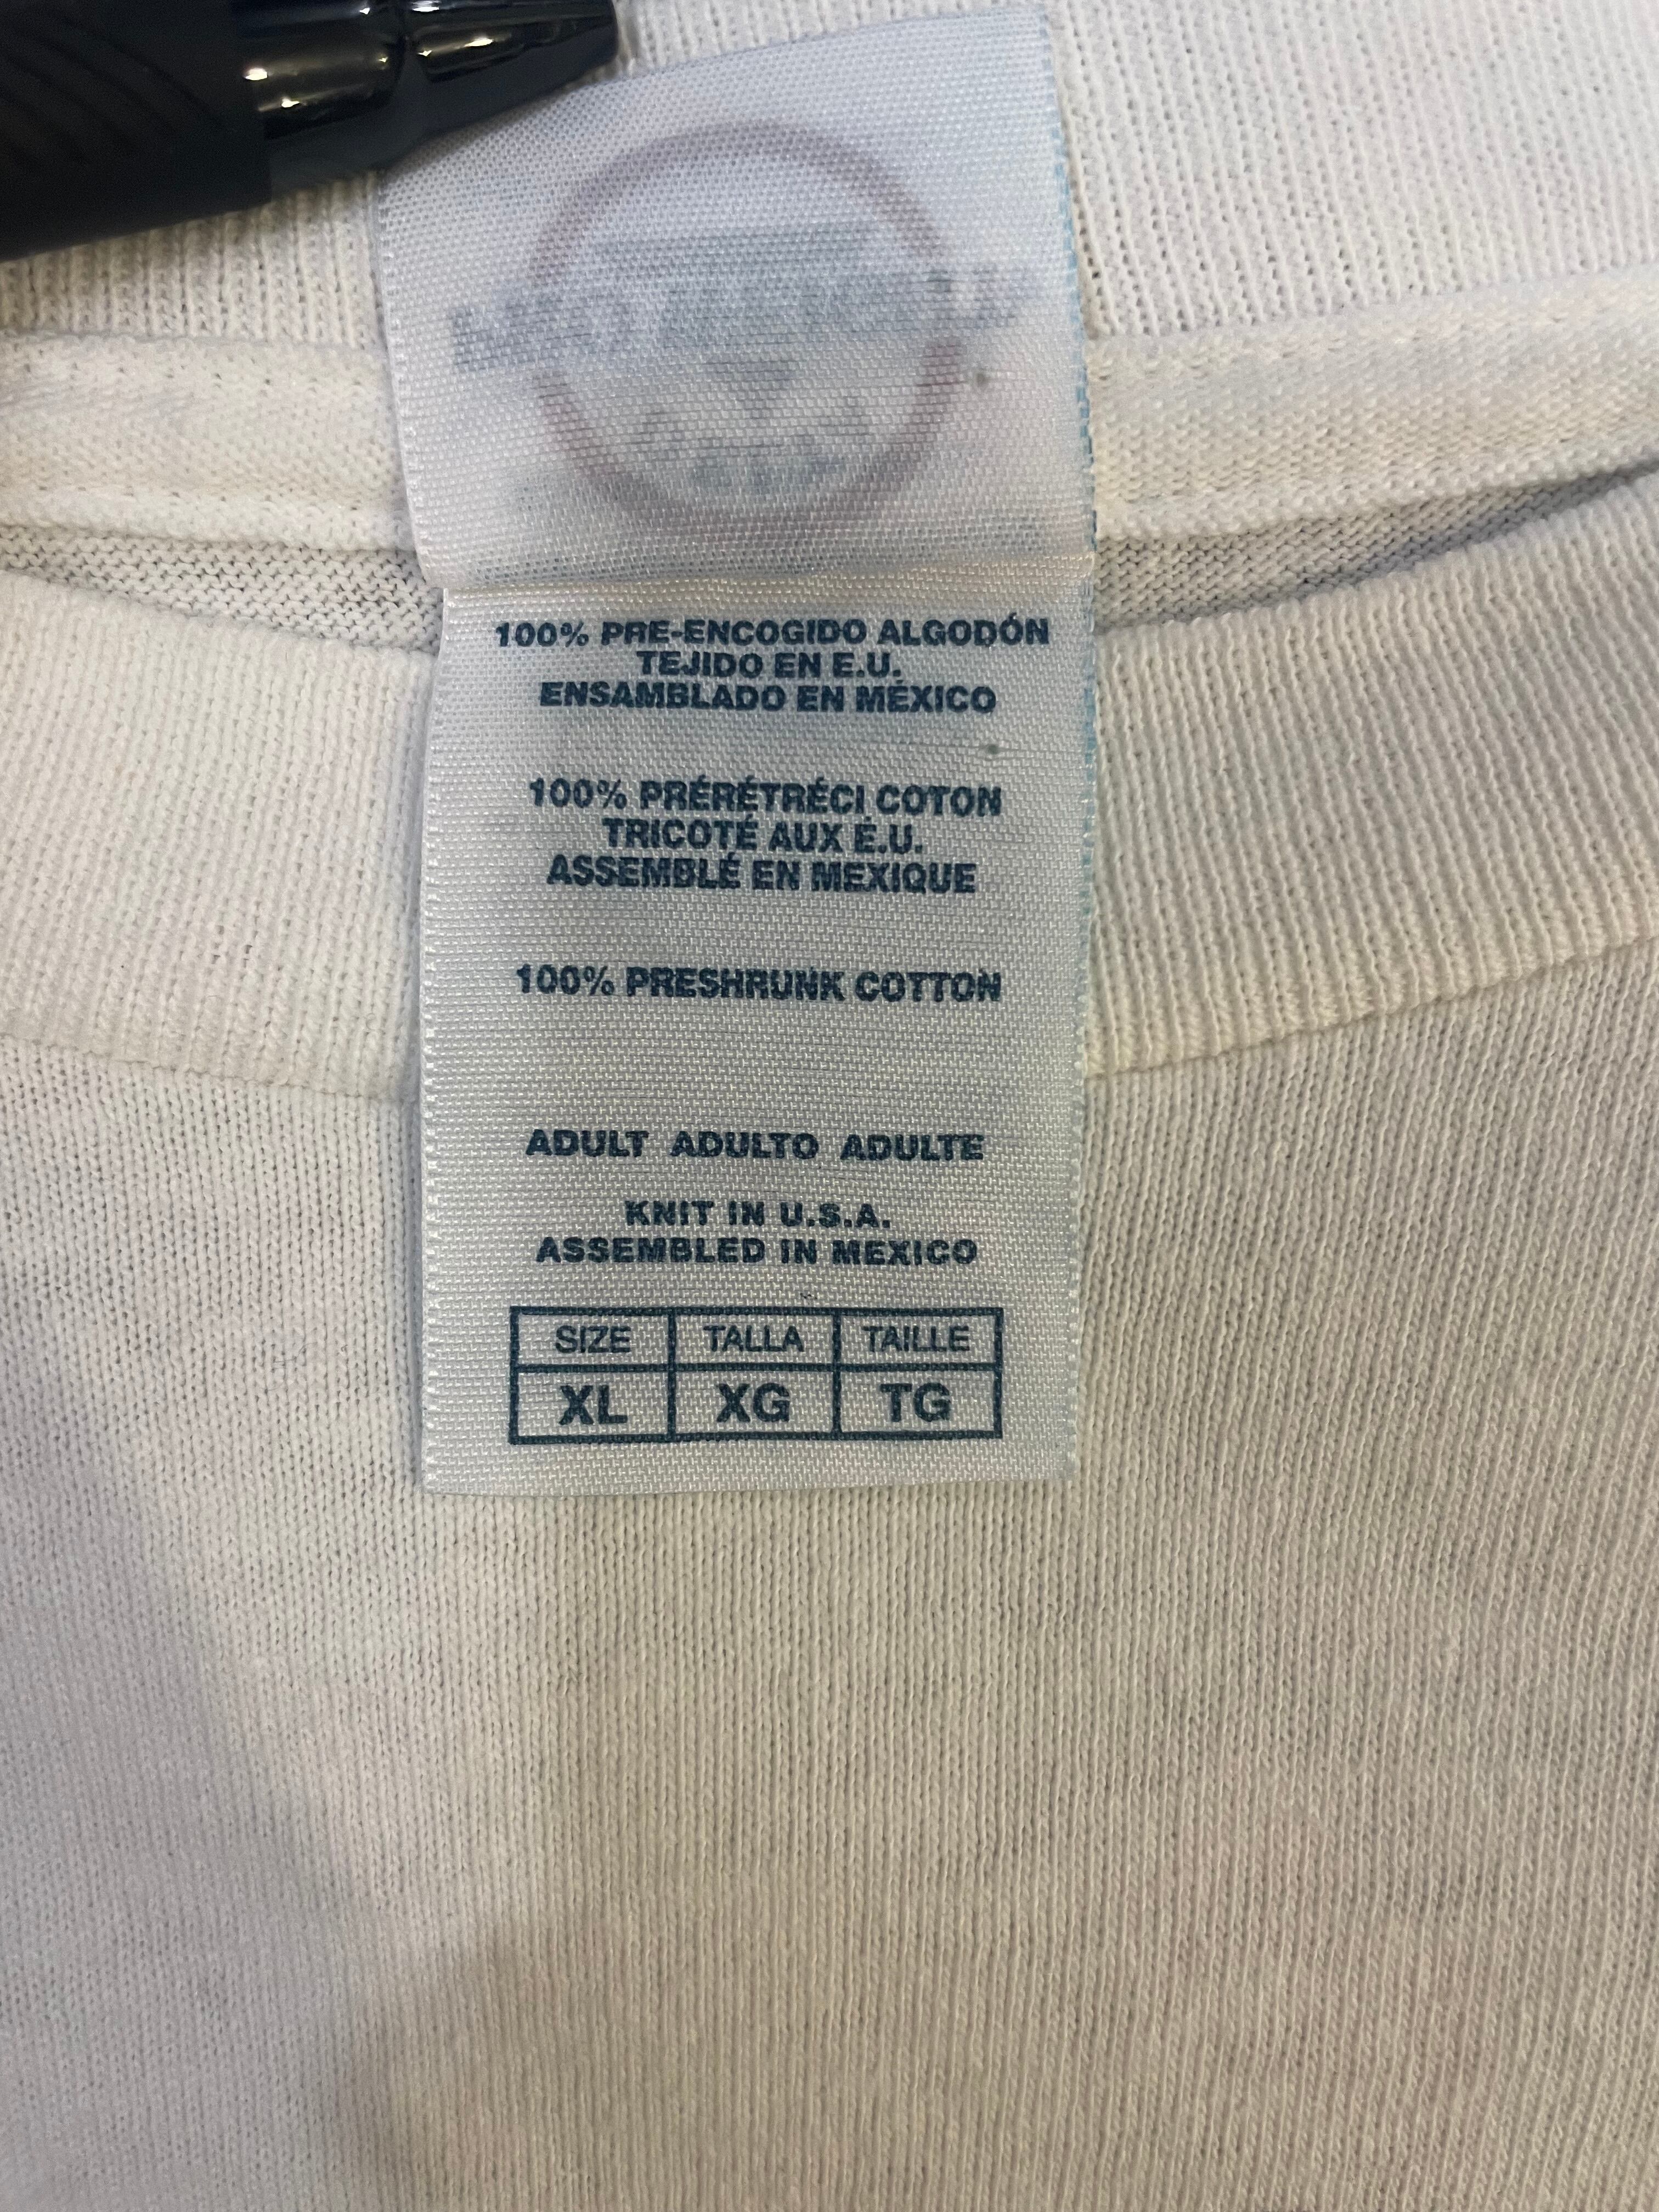 100% PRE-ENCOGIDO ALGODÓN
TEJIDO EN E.U.
ENSAMBLADO EN MÉXICO
100% PRÉRÉTRÉCI COTON
TRICOTÉ AUX É.U.
ASSEMBLÉ EN MEXIQUE
100% PRESHRUNK COTTON
ADULT ADULTO ADULTE
KNIT IN U.S.A.
ASSEMBLED IN MEXICO
SIZE TALLA TAILLE
XL XG TG